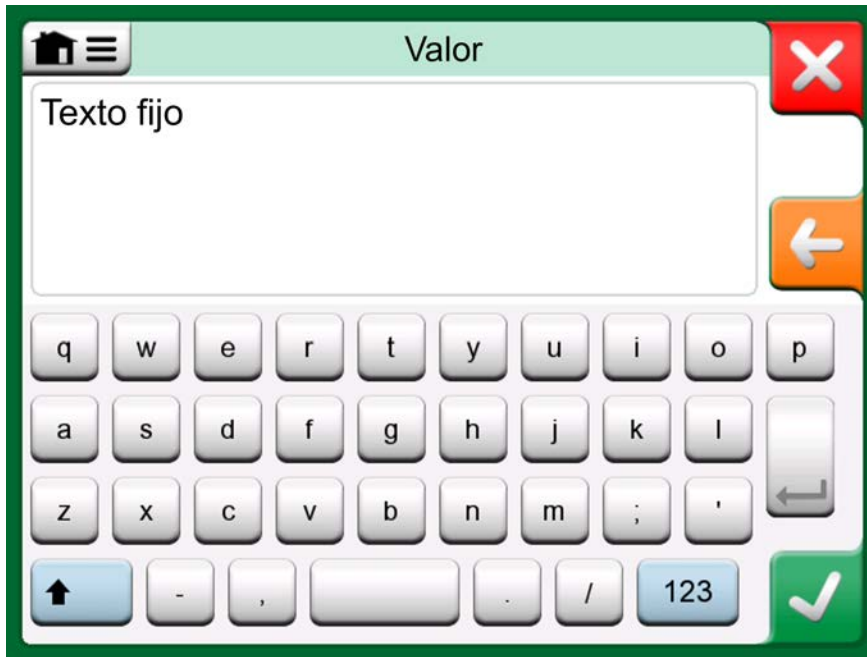 Valor
Texto fijo
q w e r t y u i o p
a s d f g h j k l
z x c v b n m ; '
- , . / 123